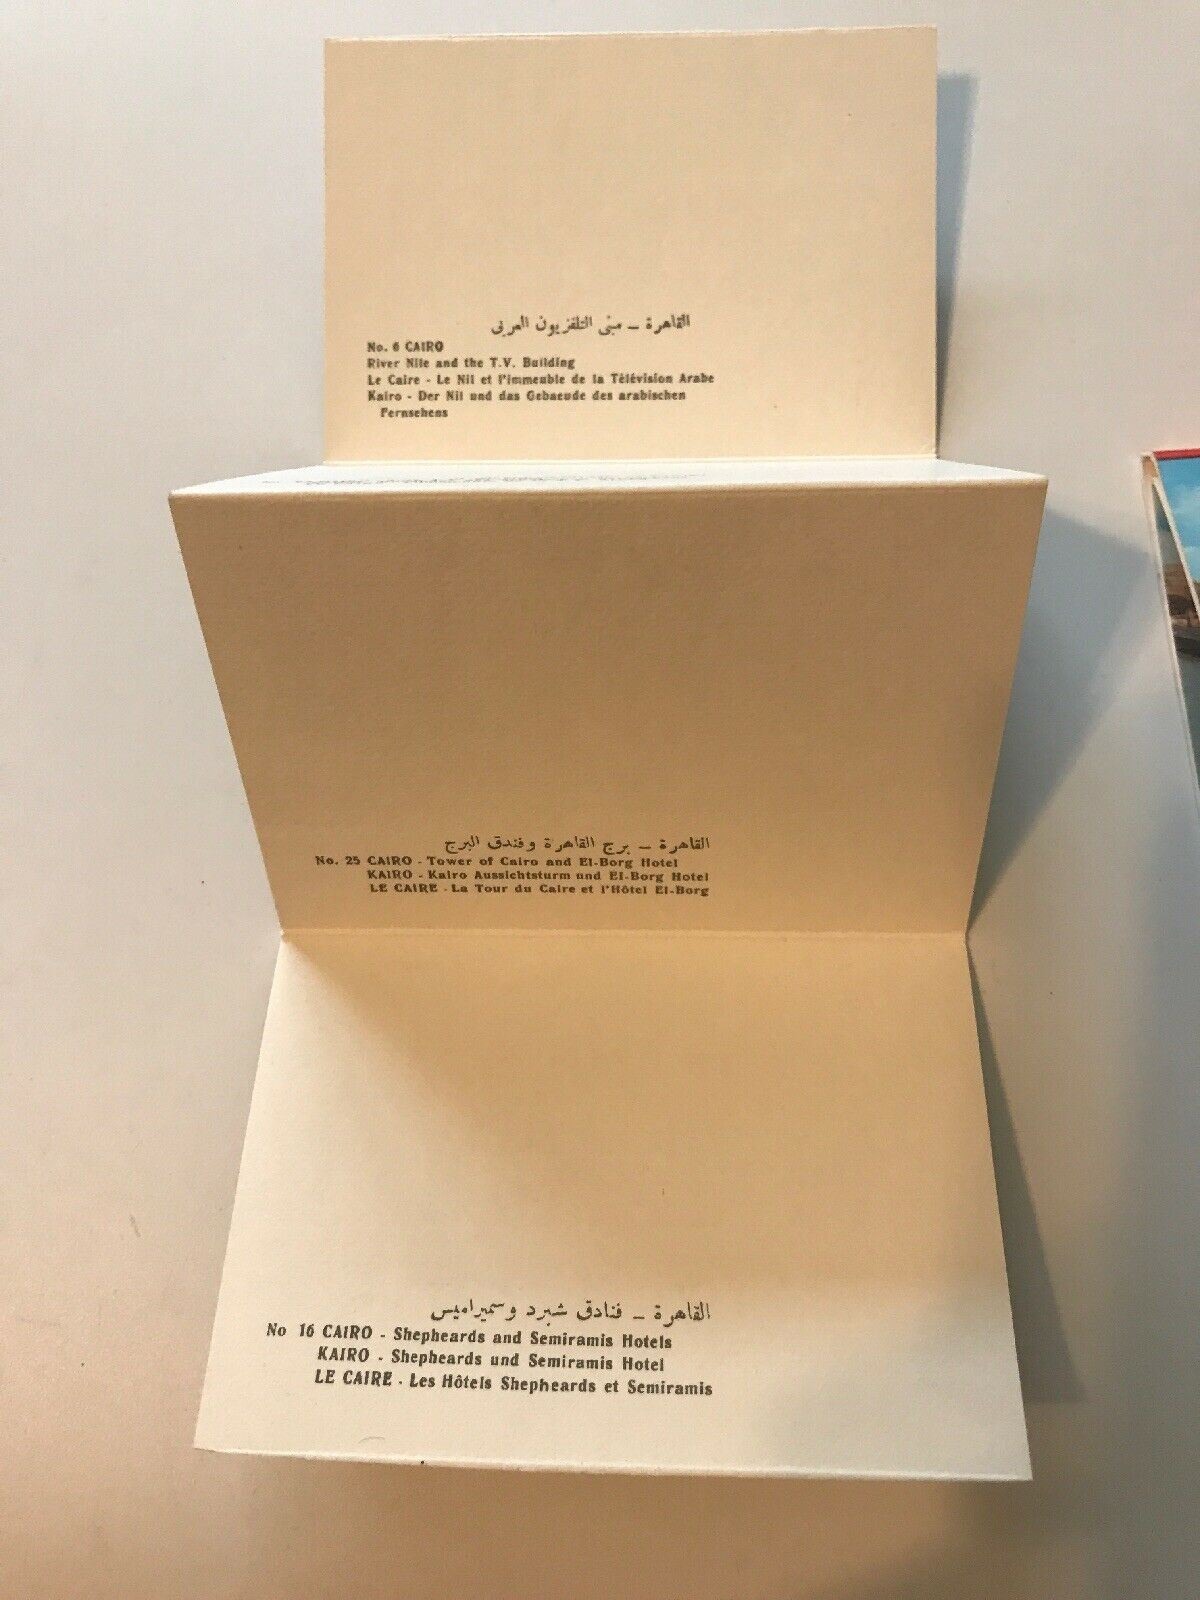 القاهرة – مبنى التلفزيون العربى
No. 6 CAIRO
River Nile and the T.V. Building
Le Caire - Le Nil et l'immeuble de la Tèlévision Arabe
Kairo - Der Nil und das Gebaeude des arabischen
Fernsehens
القاهرة – برج القاهرة وفندق البرج
No. 25 CAIRO - Tower of Cairo and El-Borg Hotel
KAIRO - Kairo Aussichtsturm und El-Borg Hotel
LE CAIRE - La Tour du Caire et l'Hôtel El-Borg
القاهرة – فنادق شبرد وسميراميس
No 16 CAIRO - Shepheards and Semiramis Hotels
KAIRO - Shepheards und Semiramis Hotel
LE CAIRE - Les Hôtels Shepheards et Semiramis